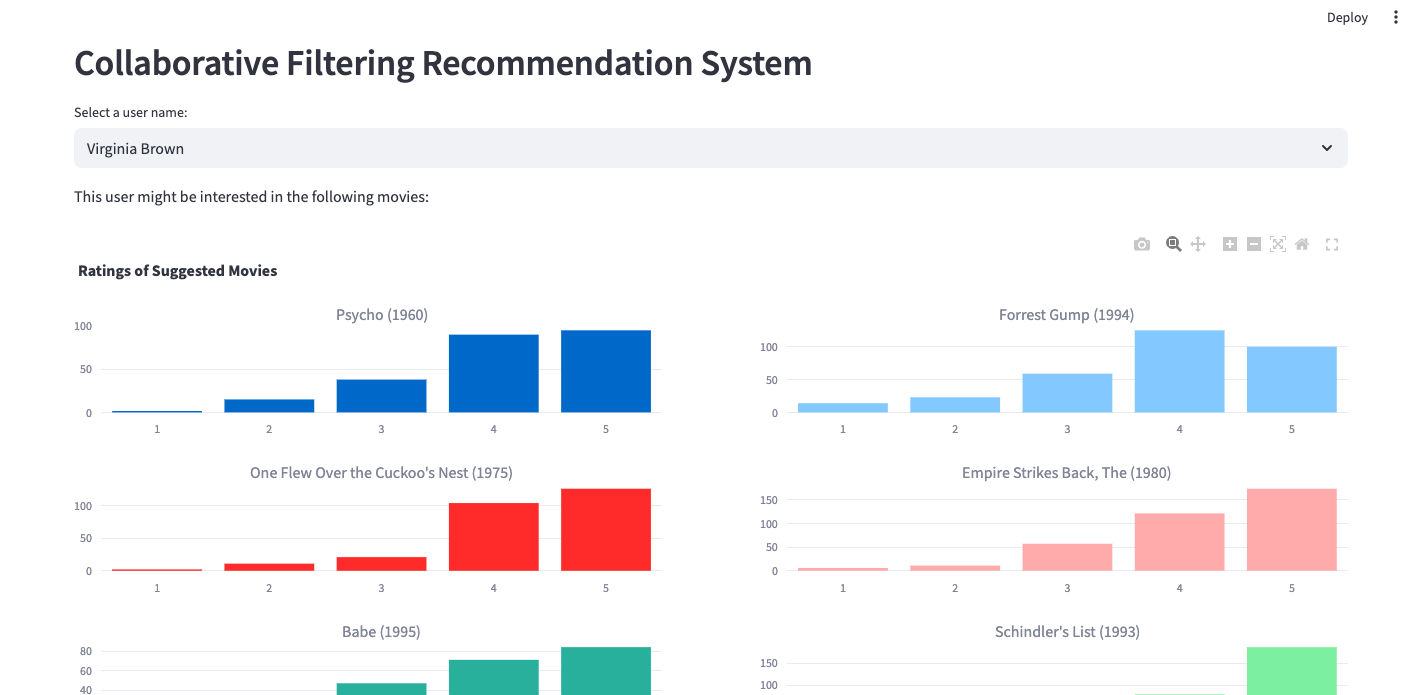 Deploy
Collaborative Filtering Recommendation System
Select a user name:
Virginia Brown
This user might be interested in the following movies:
Ratings of Suggested Movies
Psycho (1960)
100
50
0
1 2 3 4 5
Forrest Gump (1994)
100
50
0
1 2 3 4 5
One Flew Over the Cuckoo's Nest (1975)
100
50
0
1 2 3 4 5
Empire Strikes Back, The (1980)
150
100
50
0
1 2 3 4 5
Babe (1995)
80
60
40
Schindler's List (1993)
150
100